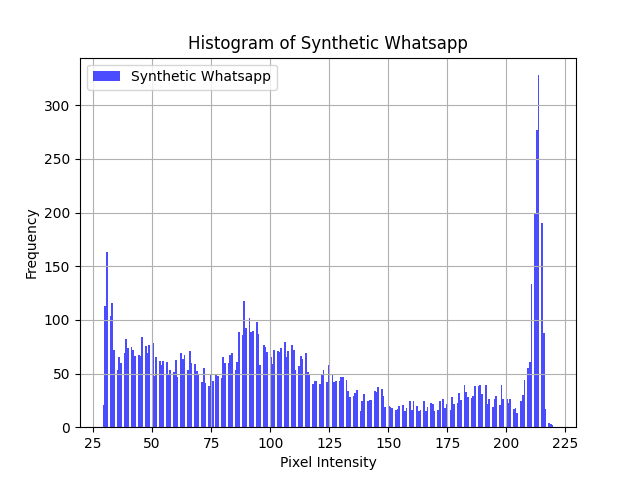 Histogram of Synthetic Whatsapp
Synthetic Whatsapp
Frequency
300
250
200
150
100
50
0
25 50 75 100 125 150 175 200 225
Pixel Intensity